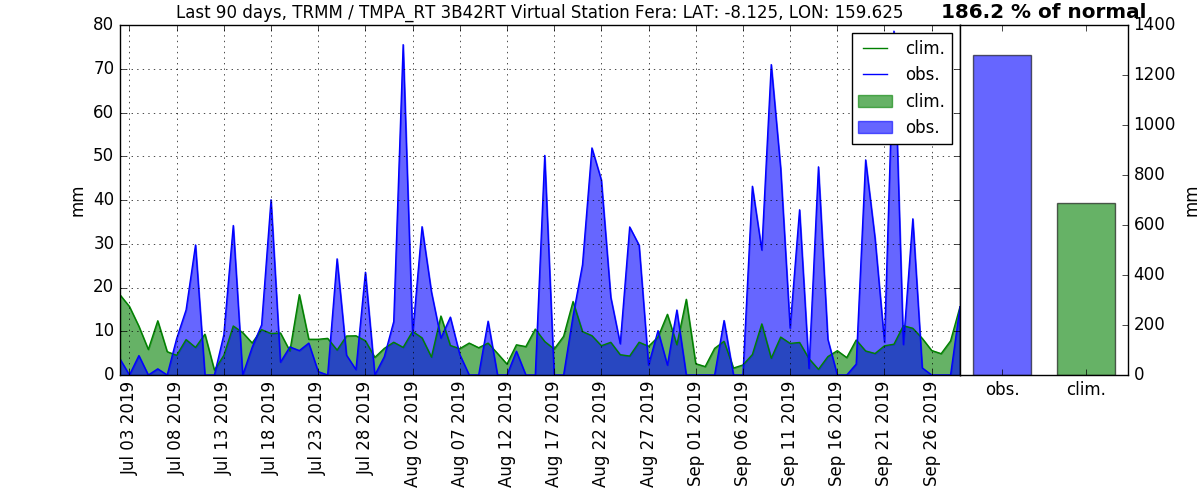 Last 90 days, TRMM / TMPA_RT 3B42RT Virtual Station Fera: LAT: -8.125, LON: 159.625
186.2 % of normal
80
70
60
50
40
30
20
10
0
mm
clim.
obs.
clim.
obs.
1400
1200
1000
800
600
400
200
0
mm
Jul 03 2019
Jul 08 2019
Jul 13 2019
Jul 18 2019
Jul 23 2019
Jul 28 2019
Aug 02 2019
Aug 07 2019
Aug 12 2019
Aug 17 2019
Aug 22 2019
Aug 27 2019
Sep 01 2019
Sep 06 2019
Sep 11 2019
Sep 16 2019
Sep 21 2019
Sep 26 2019
obs.
clim.